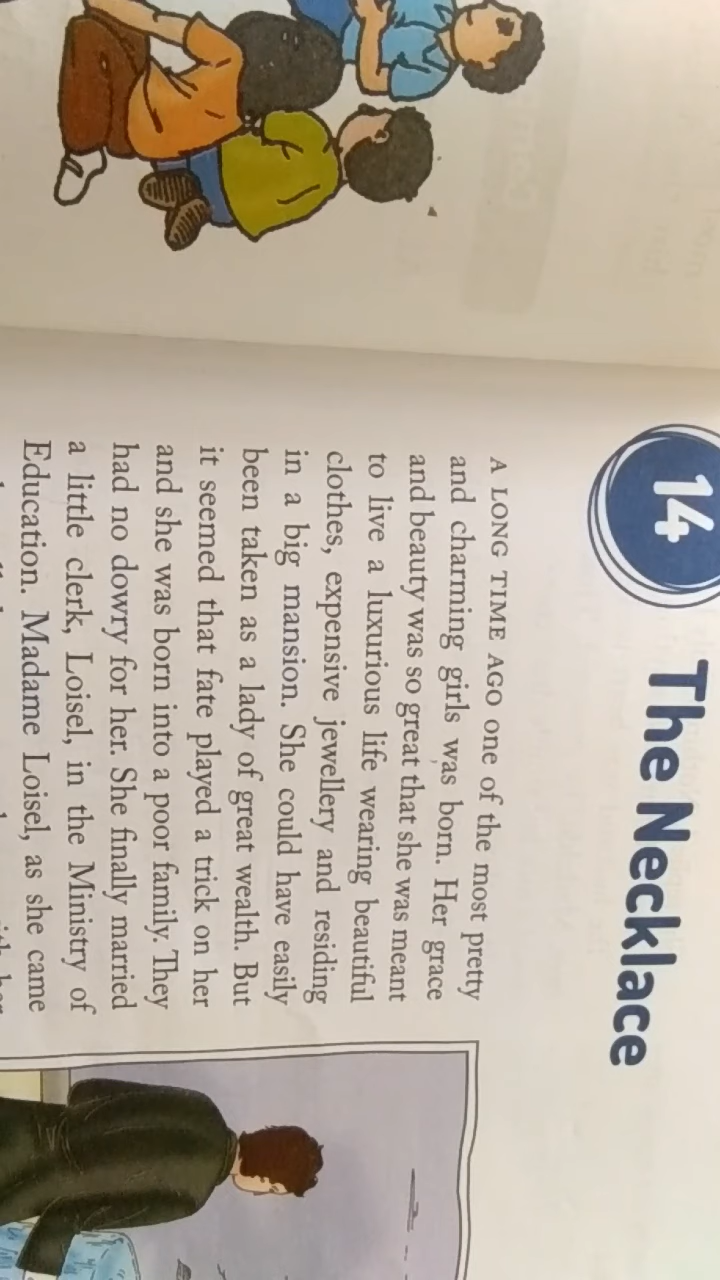 14
The Necklace
A LONG TIME AGO one of the most pretty
and charming girls was born. Her grace
and beauty was so great that she was meant
to live a luxurious life wearing beautiful
clothes, expensive jewellery and residing
in a big mansion. She could have easily
been taken as a lady of great wealth. But
it seemed that fate played a trick on her
and she was born into a poor family. They
had no dowry for her. She finally married
a little clerk, Loisel, in the Ministry of
Education. Madame Loisel, as she came